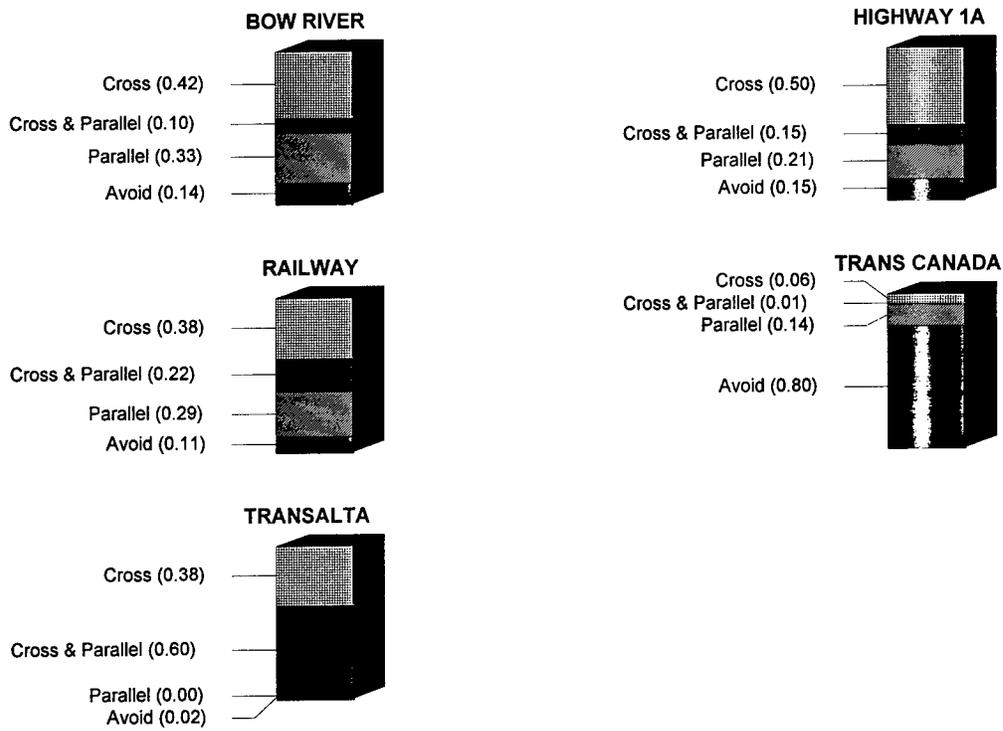 BOW RIVER
Cross (0.42)
Cross & Parallel (0.10)
Parallel (0.33)
Avoid (0.14)
HIGHWAY 1A
Cross (0.50)
Cross & Parallel (0.15)
Parallel (0.21)
Avoid (0.15)
RAILWAY
Cross (0.38)
Cross & Parallel (0.22)
Parallel (0.29)
Avoid (0.11)
TRANS CANADA
Cross (0.06)
Cross & Parallel (0.01)
Parallel (0.14)
Avoid (0.80)
TRANSALTA
Cross (0.38)
Cross & Parallel (0.60)
Parallel (0.00)
Avoid (0.02)